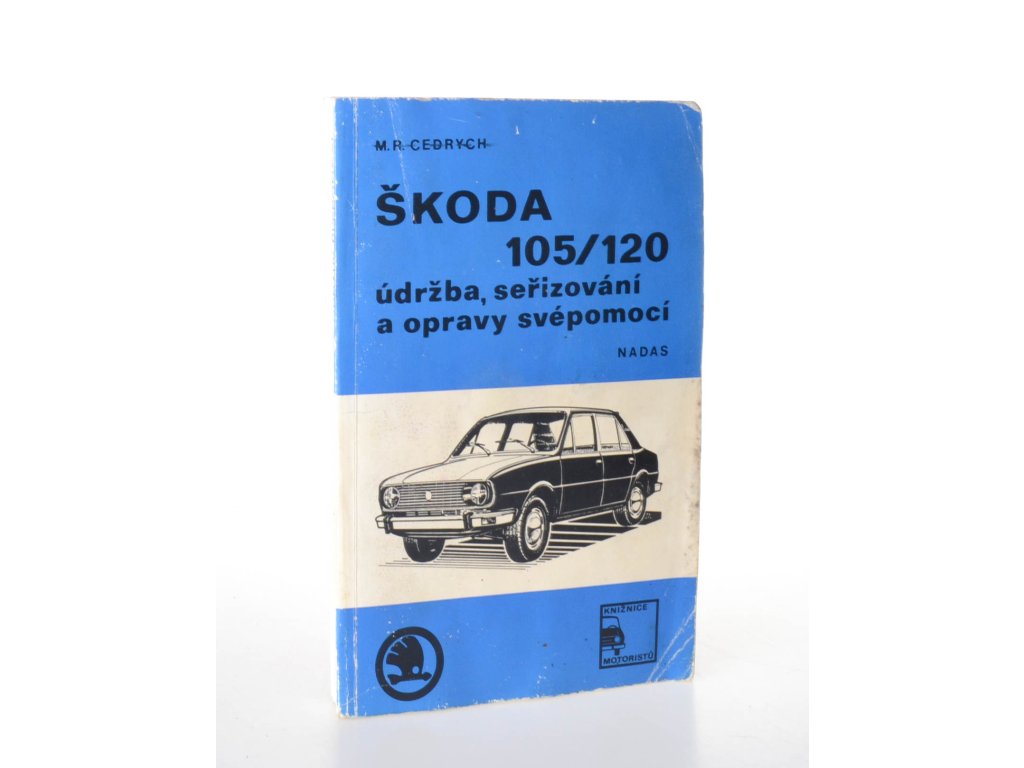 M. R. CEDRYCH
ŠKODA
105/120
údržba, seřizování
a opravy svépomocí
NADAS
KNIŽNICE
MOTORISTŮ